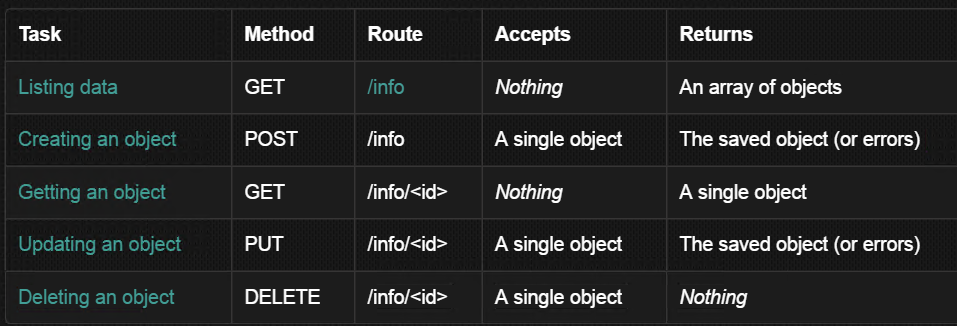 Task Method Route Accepts Returns
Listing data GET /info Nothing An array of objects
Creating an object POST /info A single object The saved object (or errors)
Getting an object GET /info/<id> Nothing A single object
Updating an object PUT /info/<id> A single object The saved object (or errors)
Deleting an object DELETE /info/<id> A single object Nothing